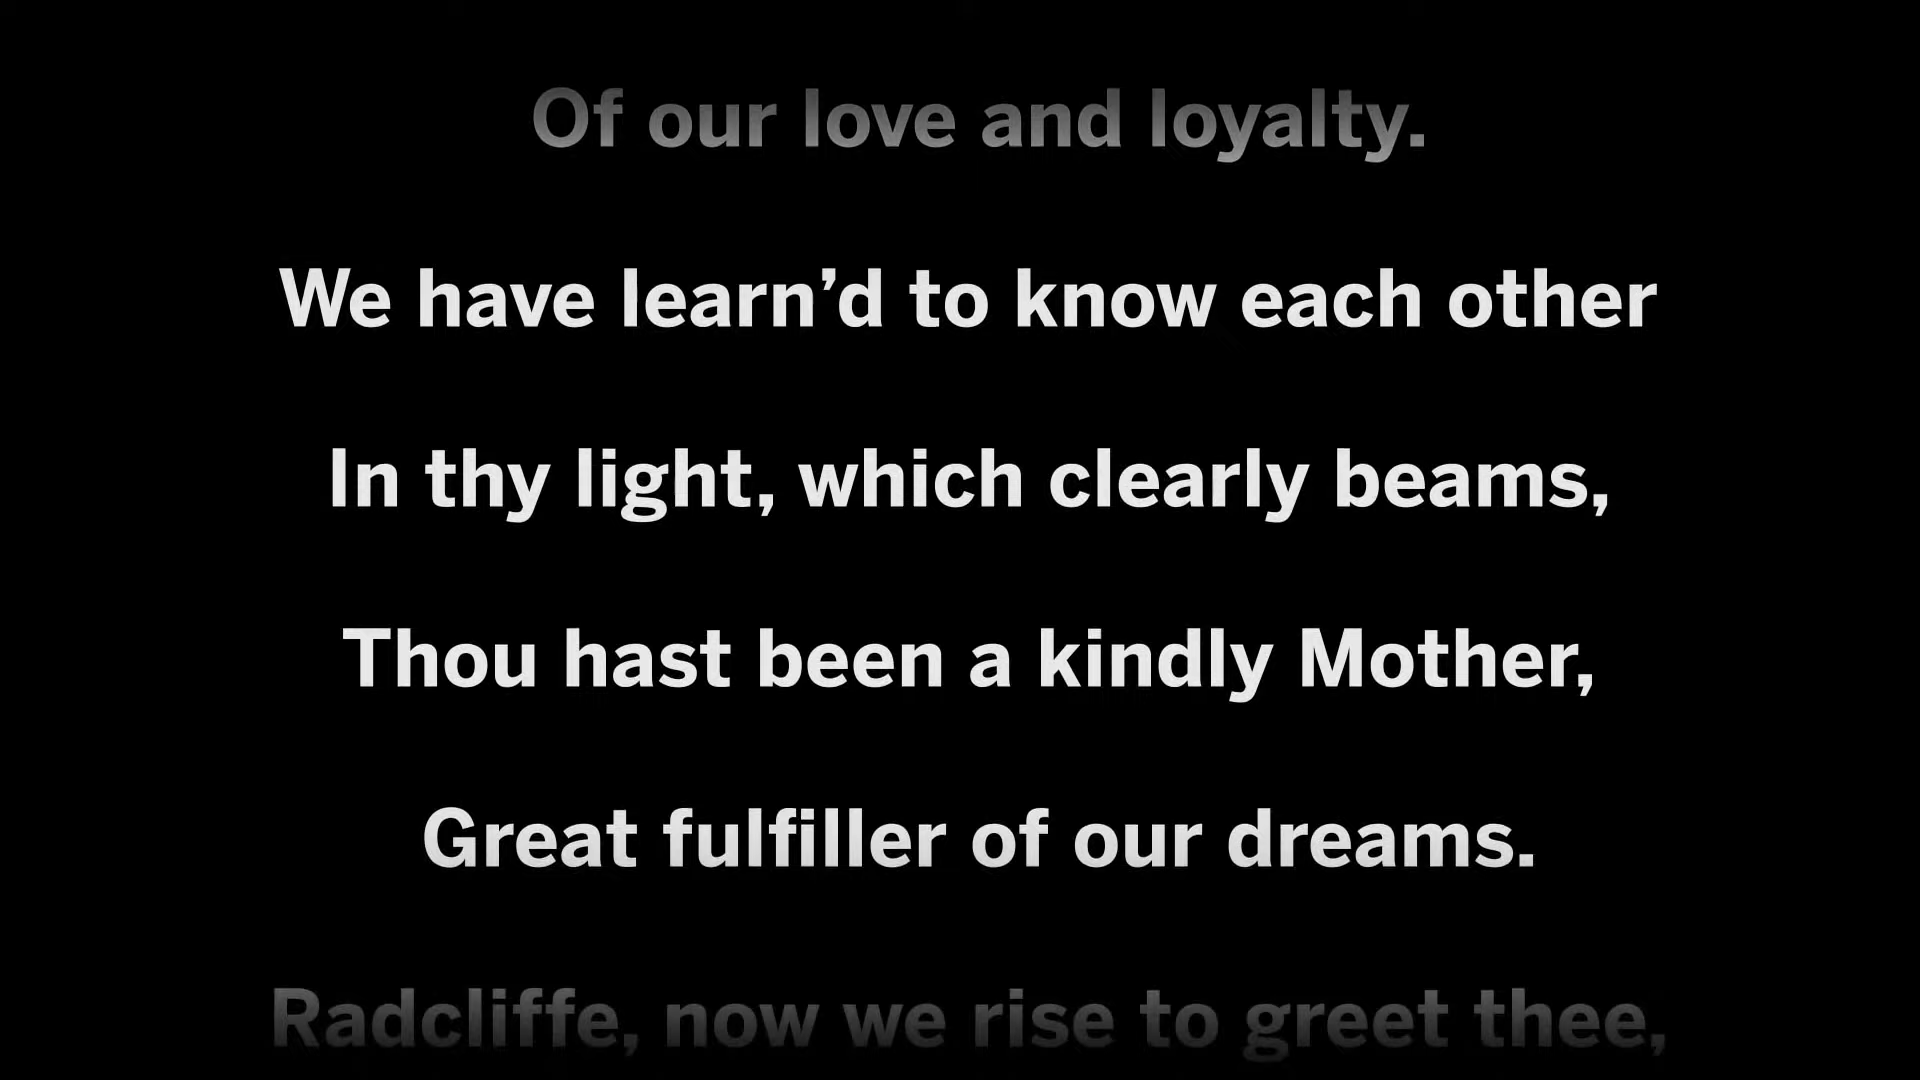 Of our love and loyalty.
We have learn’d to know each other
In thy light, which clearly beams,
Thou hast been a kindly Mother,
Great fulfiller of our dreams.
Radcliffe, now we rise to greet thee,